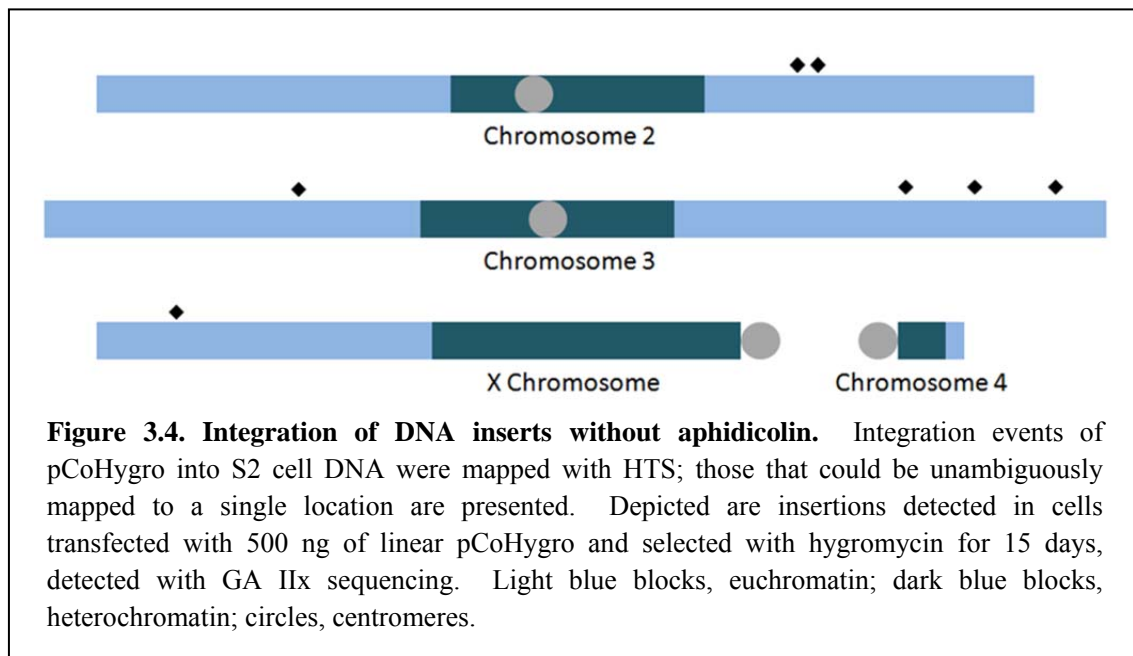 Chromosome 2
Chromosome 3
X Chromosome
Chromosome 4
Figure 3.4. Integration of DNA inserts without aphidicolin. Integration events of
pCoHygro into S2 cell DNA were mapped with HTS; those that could be unambiguously
mapped to a single location are presented. Depicted are insertions detected in cells
transfected with 500 ng of linear pCoHygro and selected with hygromycin for 15 days,
detected with GA IIx sequencing. Light blue blocks, euchromatin; dark blue blocks,
heterochromatin; circles, centromeres.